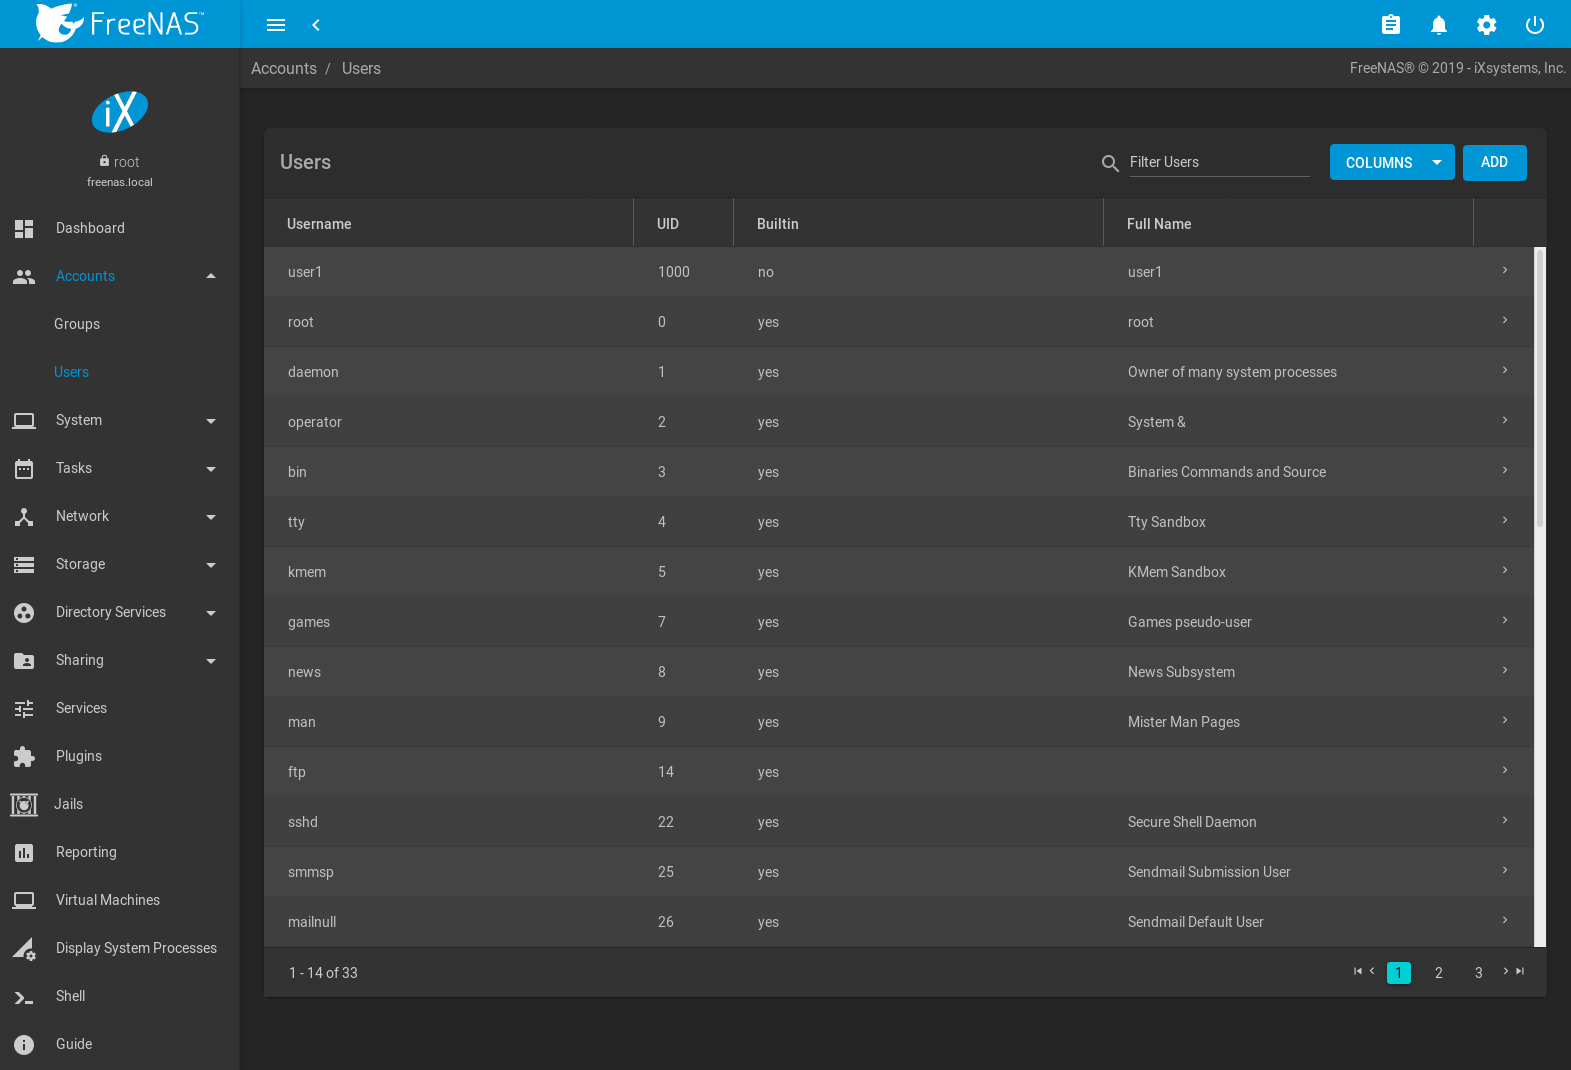 FreeNAS™
Accounts / Users
FreeNAS® © 2019 - iXsystems, Inc.
iX
root
freenas.local
Dashboard
Accounts
Groups
Users
System
Tasks
Network
Storage
Directory Services
Sharing
Services
Plugins
Jails
Reporting
Virtual Machines
Display System Processes
Shell
Guide
Users
Filter Users
COLUMNS
ADD
Username UID Builtin Full Name
user1 1000 no user1
root 0 yes root
daemon 1 yes Owner of many system processes
operator 2 yes System &
bin 3 yes Binaries Commands and Source
tty 4 yes Tty Sandbox
kmem 5 yes KMem Sandbox
games 7 yes Games pseudo-user
news 8 yes News Subsystem
man 9 yes Mister Man Pages
ftp 14 yes
sshd 22 yes Secure Shell Daemon
smmsp 25 yes Sendmail Submission User
mailnull 26 yes Sendmail Default User
1 - 14 of 33
1 2 3